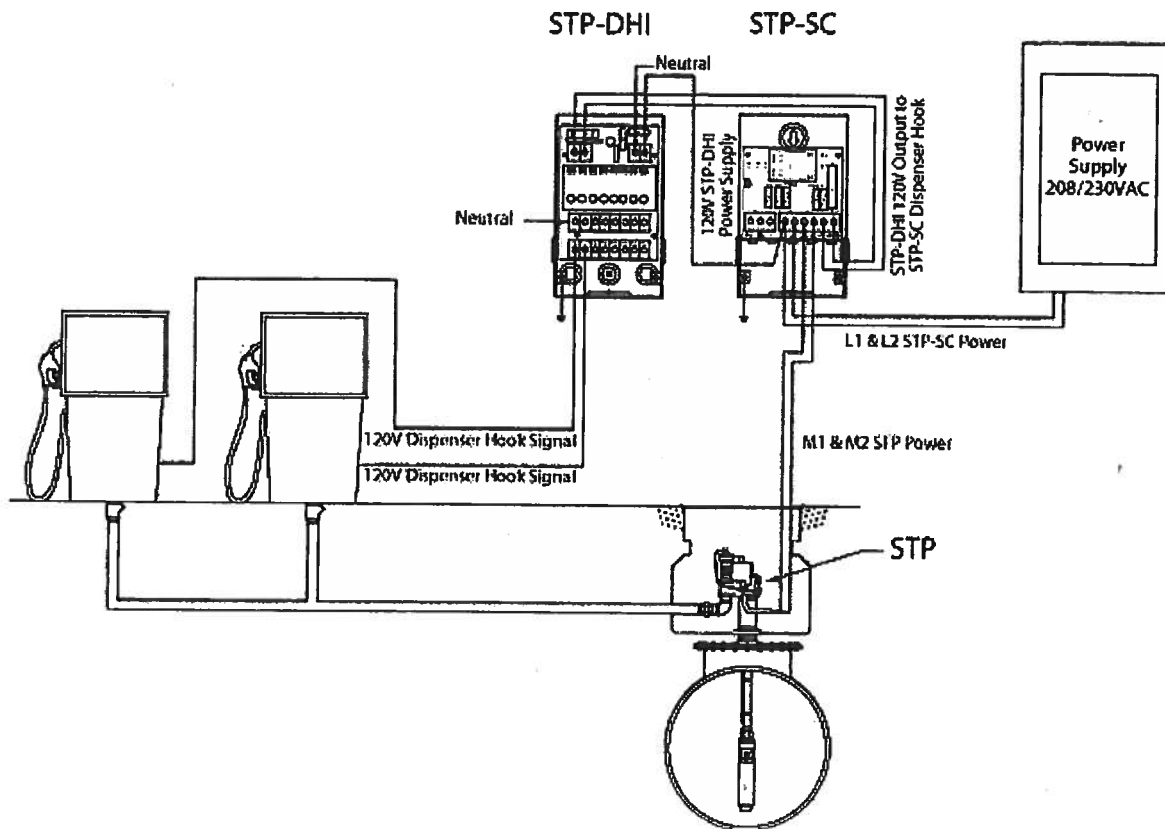 STP-DHI
STP-SC
Neutral
Power
Supply
208/230VAC
120V STP-DHI
Power Supply
STP-DHI 120V Output to
STP-SC Dispenser Hook
Neutral
L1 & L2 STP-SC Power
120V Dispenser Hook Signal
120V Dispenser Hook Signal
M1 & M2 STP Power
STP